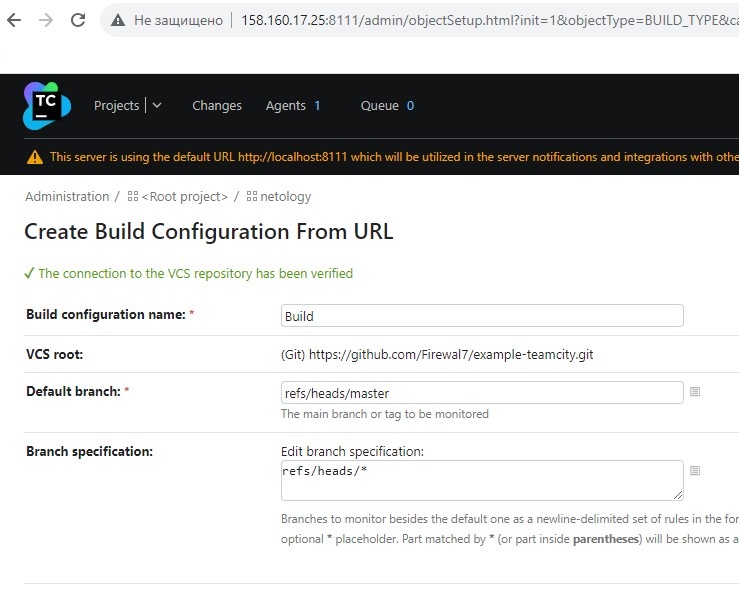 Не защищено 158.160.17.25:8111/admin/objectSetup.html?init=1&objectType=BUILD_TYPE&ca
TC Projects Changes Agents 1 Queue 0
This server is using the default URL http://localhost:8111 which will be utilized in the server notifications and integrations with othe
Administration / <Root project> / netology
Create Build Configuration From URL
The connection to the VCS repository has been verified
Build configuration name: * Build
VCS root: (Git) https://github.com/Firewal7/example-teamcity.git
Default branch: * refs/heads/master
The main branch or tag to be monitored
Branch specification: Edit branch specification:
refs/heads/*
Branches to monitor besides the default one as a newline-delimited set of rules in the for
optional * placeholder. Part matched by * (or part inside parentheses) will be shown as a